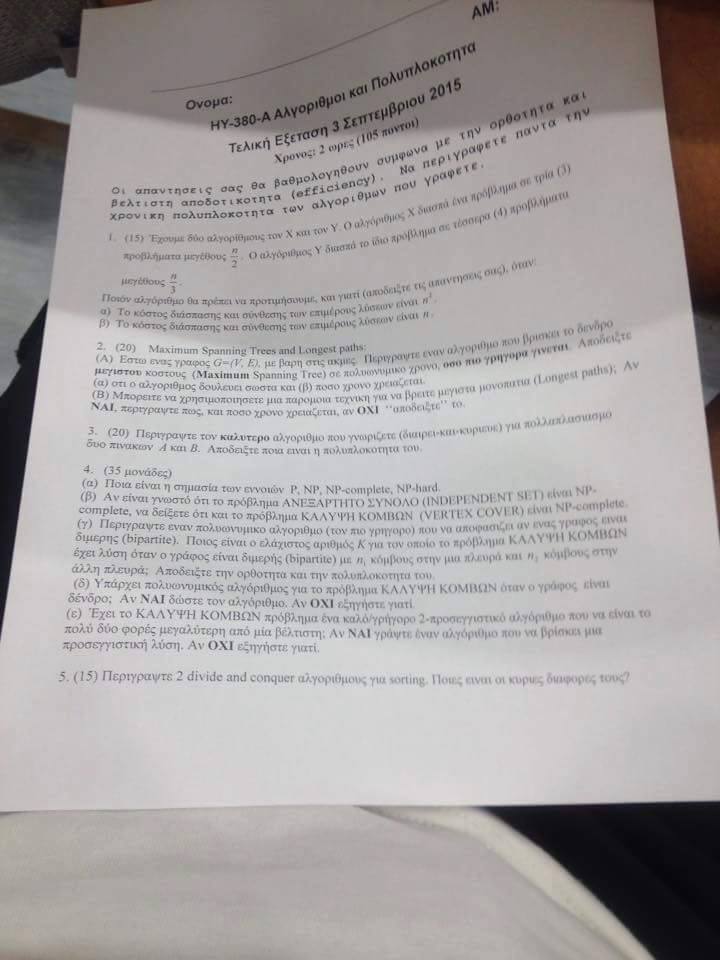 ΑΜ:
Ονομα:
ΗΥ-380-Α Αλγοριθμοι και Πολυπλοκοτητα
Τελική Εξεταση 3 Σεπτεμβριου 2015
Χρονος: 2 ωρες (105 ποντοι)
Οι απαντησεις σας θα βαθμολογηθουν συμφωνα με την ορθοτητα και
βελτιστη αποδοτικοτητα (efficiency). Να περιγραφετε παντα την
χρονικη πολυπλοκοτητα των αλγοριθμων που γραφετε.
1. (15) Έχουμε δύο αλγορίθμους τον Χ και τον Υ. Ο αλγόριθμος Χ διασπά ένα πρόβλημα σε τρία (3)
προβλήματα μεγέθους n/2. Ο αλγόριθμος Υ διασπά το ίδιο πρόβλημα σε τέσσερα (4) προβλήματα
μεγέθους n/3.
Ποιόν αλγόριθμο θα πρέπει να προτιμήσουμε, και γιατί (αποδείξτε τις απαντησεις σας), όταν:
α) Το κόστος διάσπασης και σύνθεσης των επιμέρους λύσεων είναι n².
β) Το κόστος διάσπασης και σύνθεσης των επιμέρους λύσεων είναι n.
2. (20) Maximum Spanning Trees and Longest paths:
(Α) Εστω ενας γραφος G=(V, E), με βαρη στις ακμες. Περιγραψτε εναν αλγοριθμο που βρισκει το δενδρο
μεγιστου κοστους (Maximum Spanning Tree) σε πολυωνυμικο χρονο, οσο πιο γρηγορα γινεται. Αποδειξτε
(α) οτι ο αλγοριθμος δουλευει σωστα και (β) ποσο χρονο χρειαζεται.
(Β) Μπορειτε να χρησιμοποιησετε μια παρομοια τεχνικη για να βρειτε μεγιστα μονοπατια (Longest paths); Αν
ΝΑΙ, περιγραψτε πως, και ποσο χρονο χρειαζεται, αν ΟΧΙ ‘‘αποδειξτε’’ το.
3. (20) Περιγραψτε τον καλυτερο αλγοριθμο που γνωριζετε (διαιρει-και-κυριευε) για πολλαπλασιασμο
δυο πινακων Α και Β. Αποδειξτε ποια ειναι η πολυπλοκοτητα του.
4. (35 μονάδες)
(α) Ποια είναι η σημασία των εννοιών P, NP, NP-complete, NP-hard.
(β) Αν είναι γνωστό ότι το πρόβλημα ΑΝΕΞΑΡΤΗΤΟ ΣΥΝΟΛΟ (INDEPENDENT SET) είναι NP-
complete, να δείξετε ότι και το πρόβλημα ΚΑΛΥΨΗ ΚΟΜΒΩΝ (VERTEX COVER) είναι NP-complete.
(γ) Περιγραψτε εναν πολυωνυμικο αλγοριθμο (τον πιο γρηγορο) που να αποφασιζει αν ενας γραφος ειναι
διμερης (bipartite). Ποιος είναι ο ελάχιστος αριθμός Κ για τον οποίο το πρόβλημα ΚΑΛΥΨΗ ΚΟΜΒΩΝ
έχει λύση όταν ο γράφος είναι διμερής (bipartite) με n₁ κόμβους στην μια πλευρά και n₂ κόμβους στην
άλλη πλευρά; Αποδείξτε την ορθοτητα και την πολυπλοκοτητα του.
(δ) Υπάρχει πολυωνυμικός αλγόριθμος για το πρόβλημα ΚΑΛΥΨΗ ΚΟΜΒΩΝ όταν ο γράφος είναι
δένδρο; Αν ΝΑΙ δώστε τον αλγόριθμο. Αν ΟΧΙ εξηγήστε γιατί.
(ε) Έχει το ΚΑΛΥΨΗ ΚΟΜΒΩΝ πρόβλημα ένα καλό/γρήγορο 2-προσεγγιστικό αλγόριθμο που να είναι το
πολύ δύο φορές μεγαλύτερη από μία βέλτιστη; Αν ΝΑΙ γράψτε έναν αλγόριθμο που να βρίσκει μια
προσεγγιστική λύση. Αν ΟΧΙ εξηγήστε γιατί.
5. (15) Περιγραψτε 2 divide and conquer αλγοριθμους για sorting. Ποιες ειναι οι κυριες διαφορες τους?